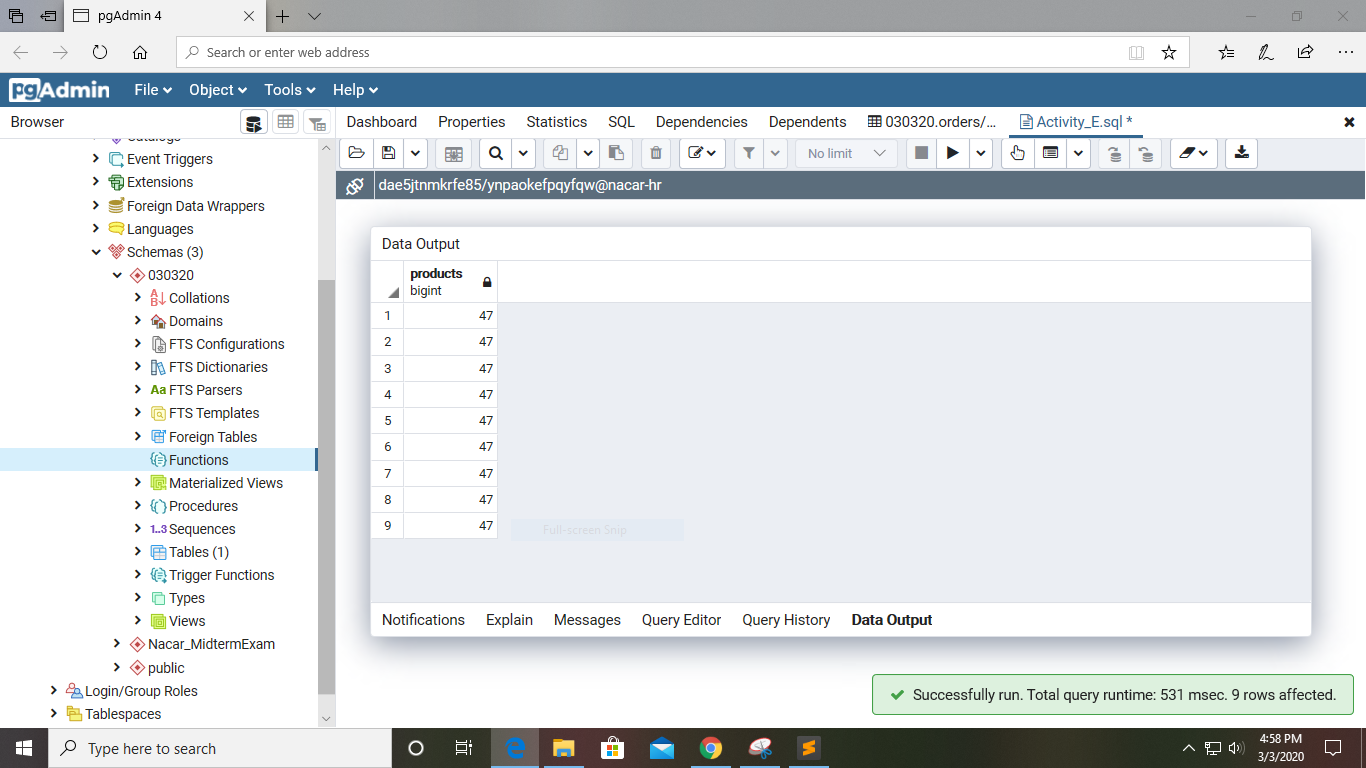 pgAdmin 4
Search or enter web address
pgAdmin File Object Tools Help
Browser
Dashboard Properties Statistics SQL Dependencies Dependents 030320.orders/... Activity_E.sql *
No limit
dae5jtnmkrfe85/ynpaokefpqyfqw@nacar-hr
Catalogs
Event Triggers
Extensions
Foreign Data Wrappers
Languages
Schemas (3)
030320
Collations
Domains
FTS Configurations
FTS Dictionaries
Aa FTS Parsers
FTS Templates
Foreign Tables
Functions
Materialized Views
Procedures
1..3 Sequences
Tables (1)
Trigger Functions
Types
Views
Nacar_MidtermExam
public
Login/Group Roles
Tablespaces
Data Output
products
bigint
1 47
2 47
3 47
4 47
5 47
6 47
7 47
8 47
9 47
Full-screen Snip
Notifications Explain Messages Query Editor Query History Data Output
Successfully run. Total query runtime: 531 msec. 9 rows affected.
Type here to search
4:58 PM
3/3/2020